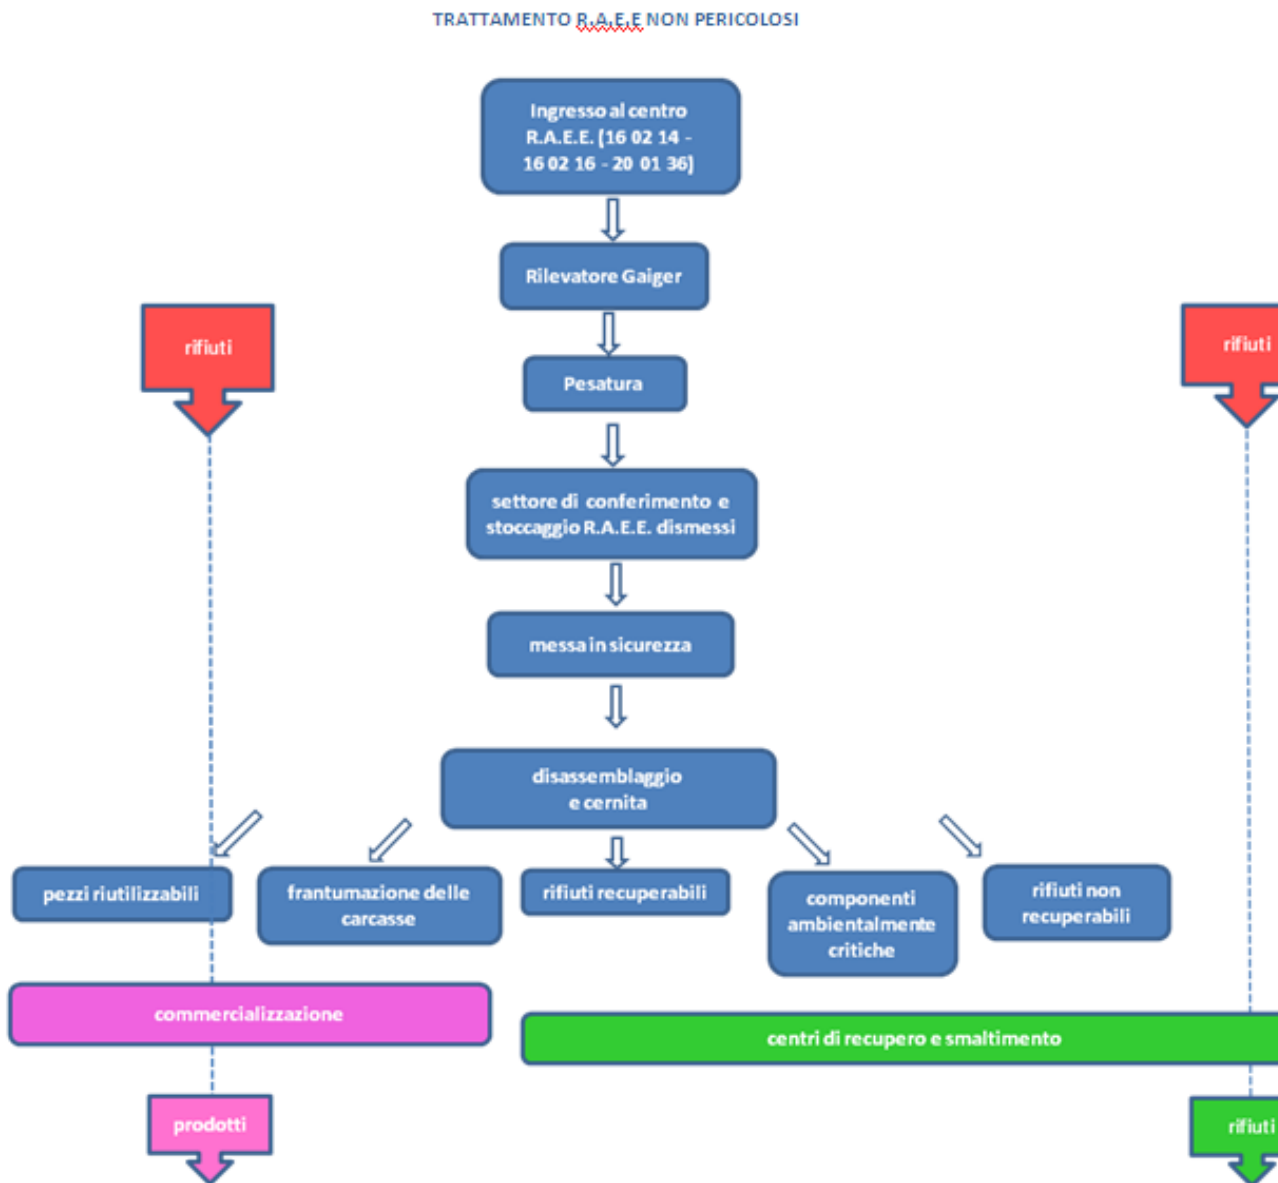 TRATTAMENTO R.A.E.E NON PERICOLOSI
Ingresso al centro
R.A.E.E. [16 02 14 -
16 02 16 - 20 01 36]
Rilevatore Gaiger
rifiuti
rifiuti
Pesatura
settore di conferimento e
stoccaggio R.A.E.E. dismessi
messa in sicurezza
disassemblaggio
e cernita
pezzi riutilizzabili
frantumazione delle
carcasse
rifiuti recuperabili
componenti
ambientalmente
critiche
rifiuti non
recuperabili
commercializzazione
centri di recupero e smaltimento
prodotti
rifiuti